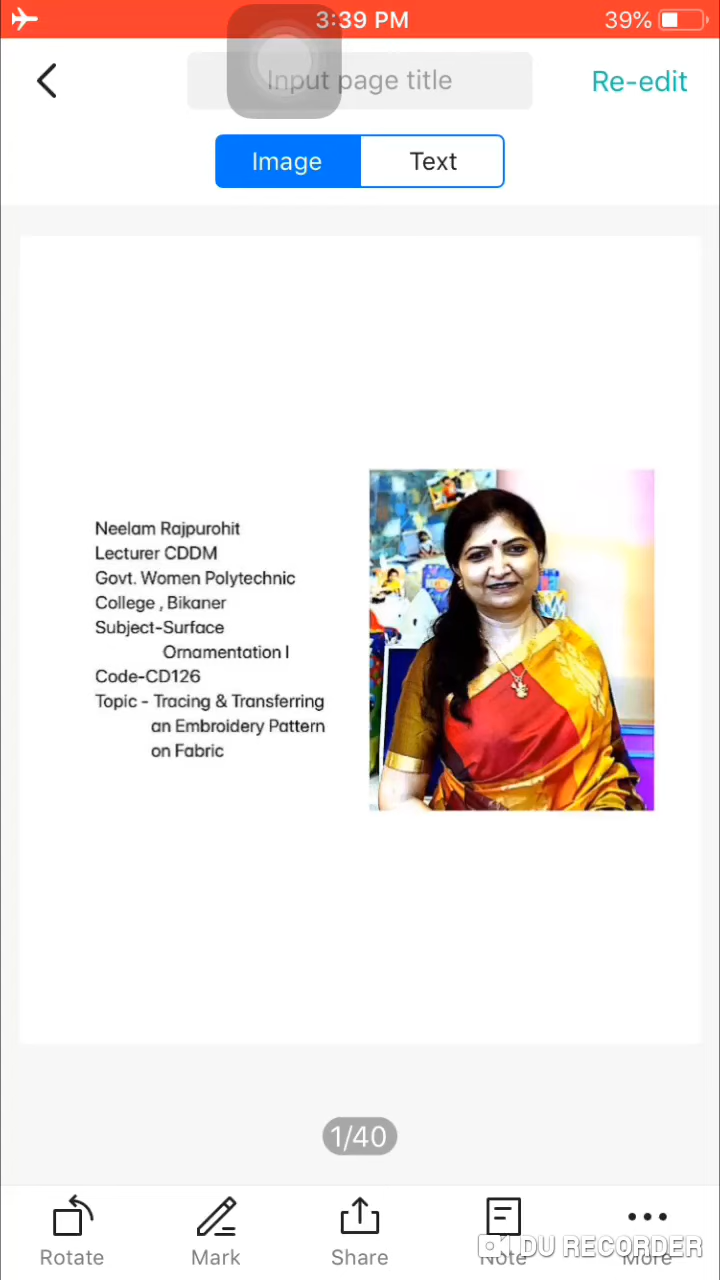 3:39 PM
39%
Input page title
Re-edit
Image
Text
Neelam Rajpurohit
Lecturer CDDM
Govt. Women Polytechnic
College , Bikaner
Subject-Surface
Ornamentation I
Code-CD126
Topic - Tracing & Transferring
an Embroidery Pattern
on Fabric
1/40
Rotate
Mark
Share
Note
More
DU RECORDER